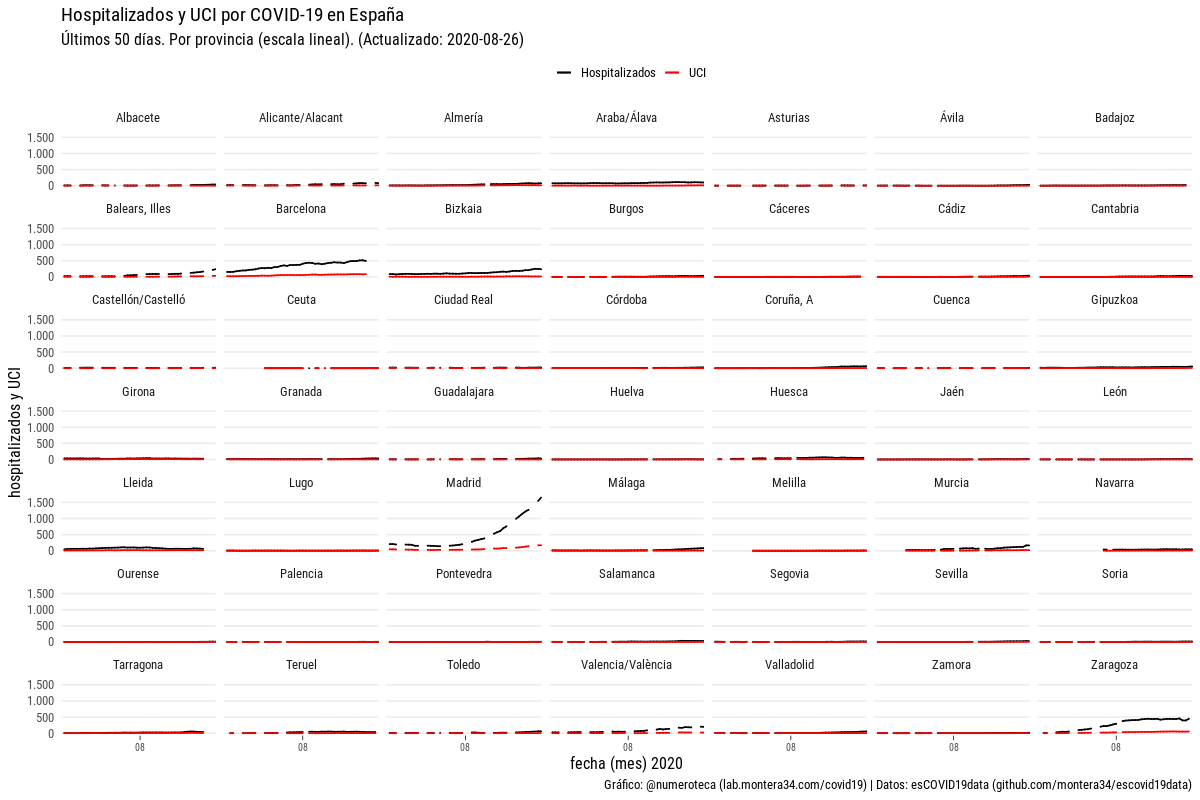 Hospitalizados y UCI por COVID-19 en España
Últimos 50 días. Por provincia (escala lineal). (Actualizado: 2020-08-26)
Hospitalizados UCI
Albacete Alicante/Alacant Almería Araba/Álava Asturias Ávila Badajoz
1.500
1.000
500
0
Balears, Illes Barcelona Bizkaia Burgos Cáceres Cádiz Cantabria
1.500
1.000
500
0
Castellón/Castelló Ceuta Ciudad Real Córdoba Coruña, A Cuenca Gipuzkoa
1.500
1.000
500
0
Girona Granada Guadalajara Huelva Huesca Jaén León
1.500
1.000
500
0
Lleida Lugo Madrid Málaga Melilla Murcia Navarra
1.500
1.000
500
0
Ourense Palencia Pontevedra Salamanca Segovia Sevilla Soria
1.500
1.000
500
0
Tarragona Teruel Toledo Valencia/València Valladolid Zamora Zaragoza
1.500
1.000
500
0
08 08 08 08 08 08 08
hospitalizados y UCI
fecha (mes) 2020
Gráfico: @numeroteca (lab.montera34.com/covid19) | Datos: esCOVID19data (github.com/montera34/escovid19data)